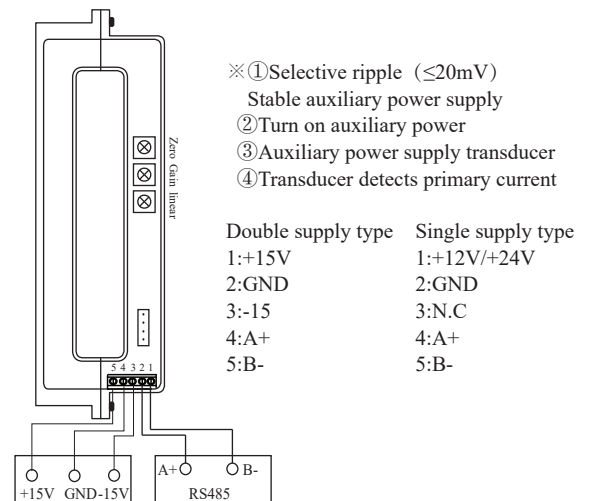 ※①Selective ripple（≤20mV）
Stable auxiliary power supply
②Turn on auxiliary power
③Auxiliary power supply transducer
④Transducer detects primary current
Zero Gain linear
Double supply type Single supply type
1:+15V 1:+12V/+24V
2:GND 2:GND
3:-15 3:N.C
4:A+ 4:A+
5:B- 5:B-
5 4 3 2 1
A+ B-
+15V GND-15V RS485